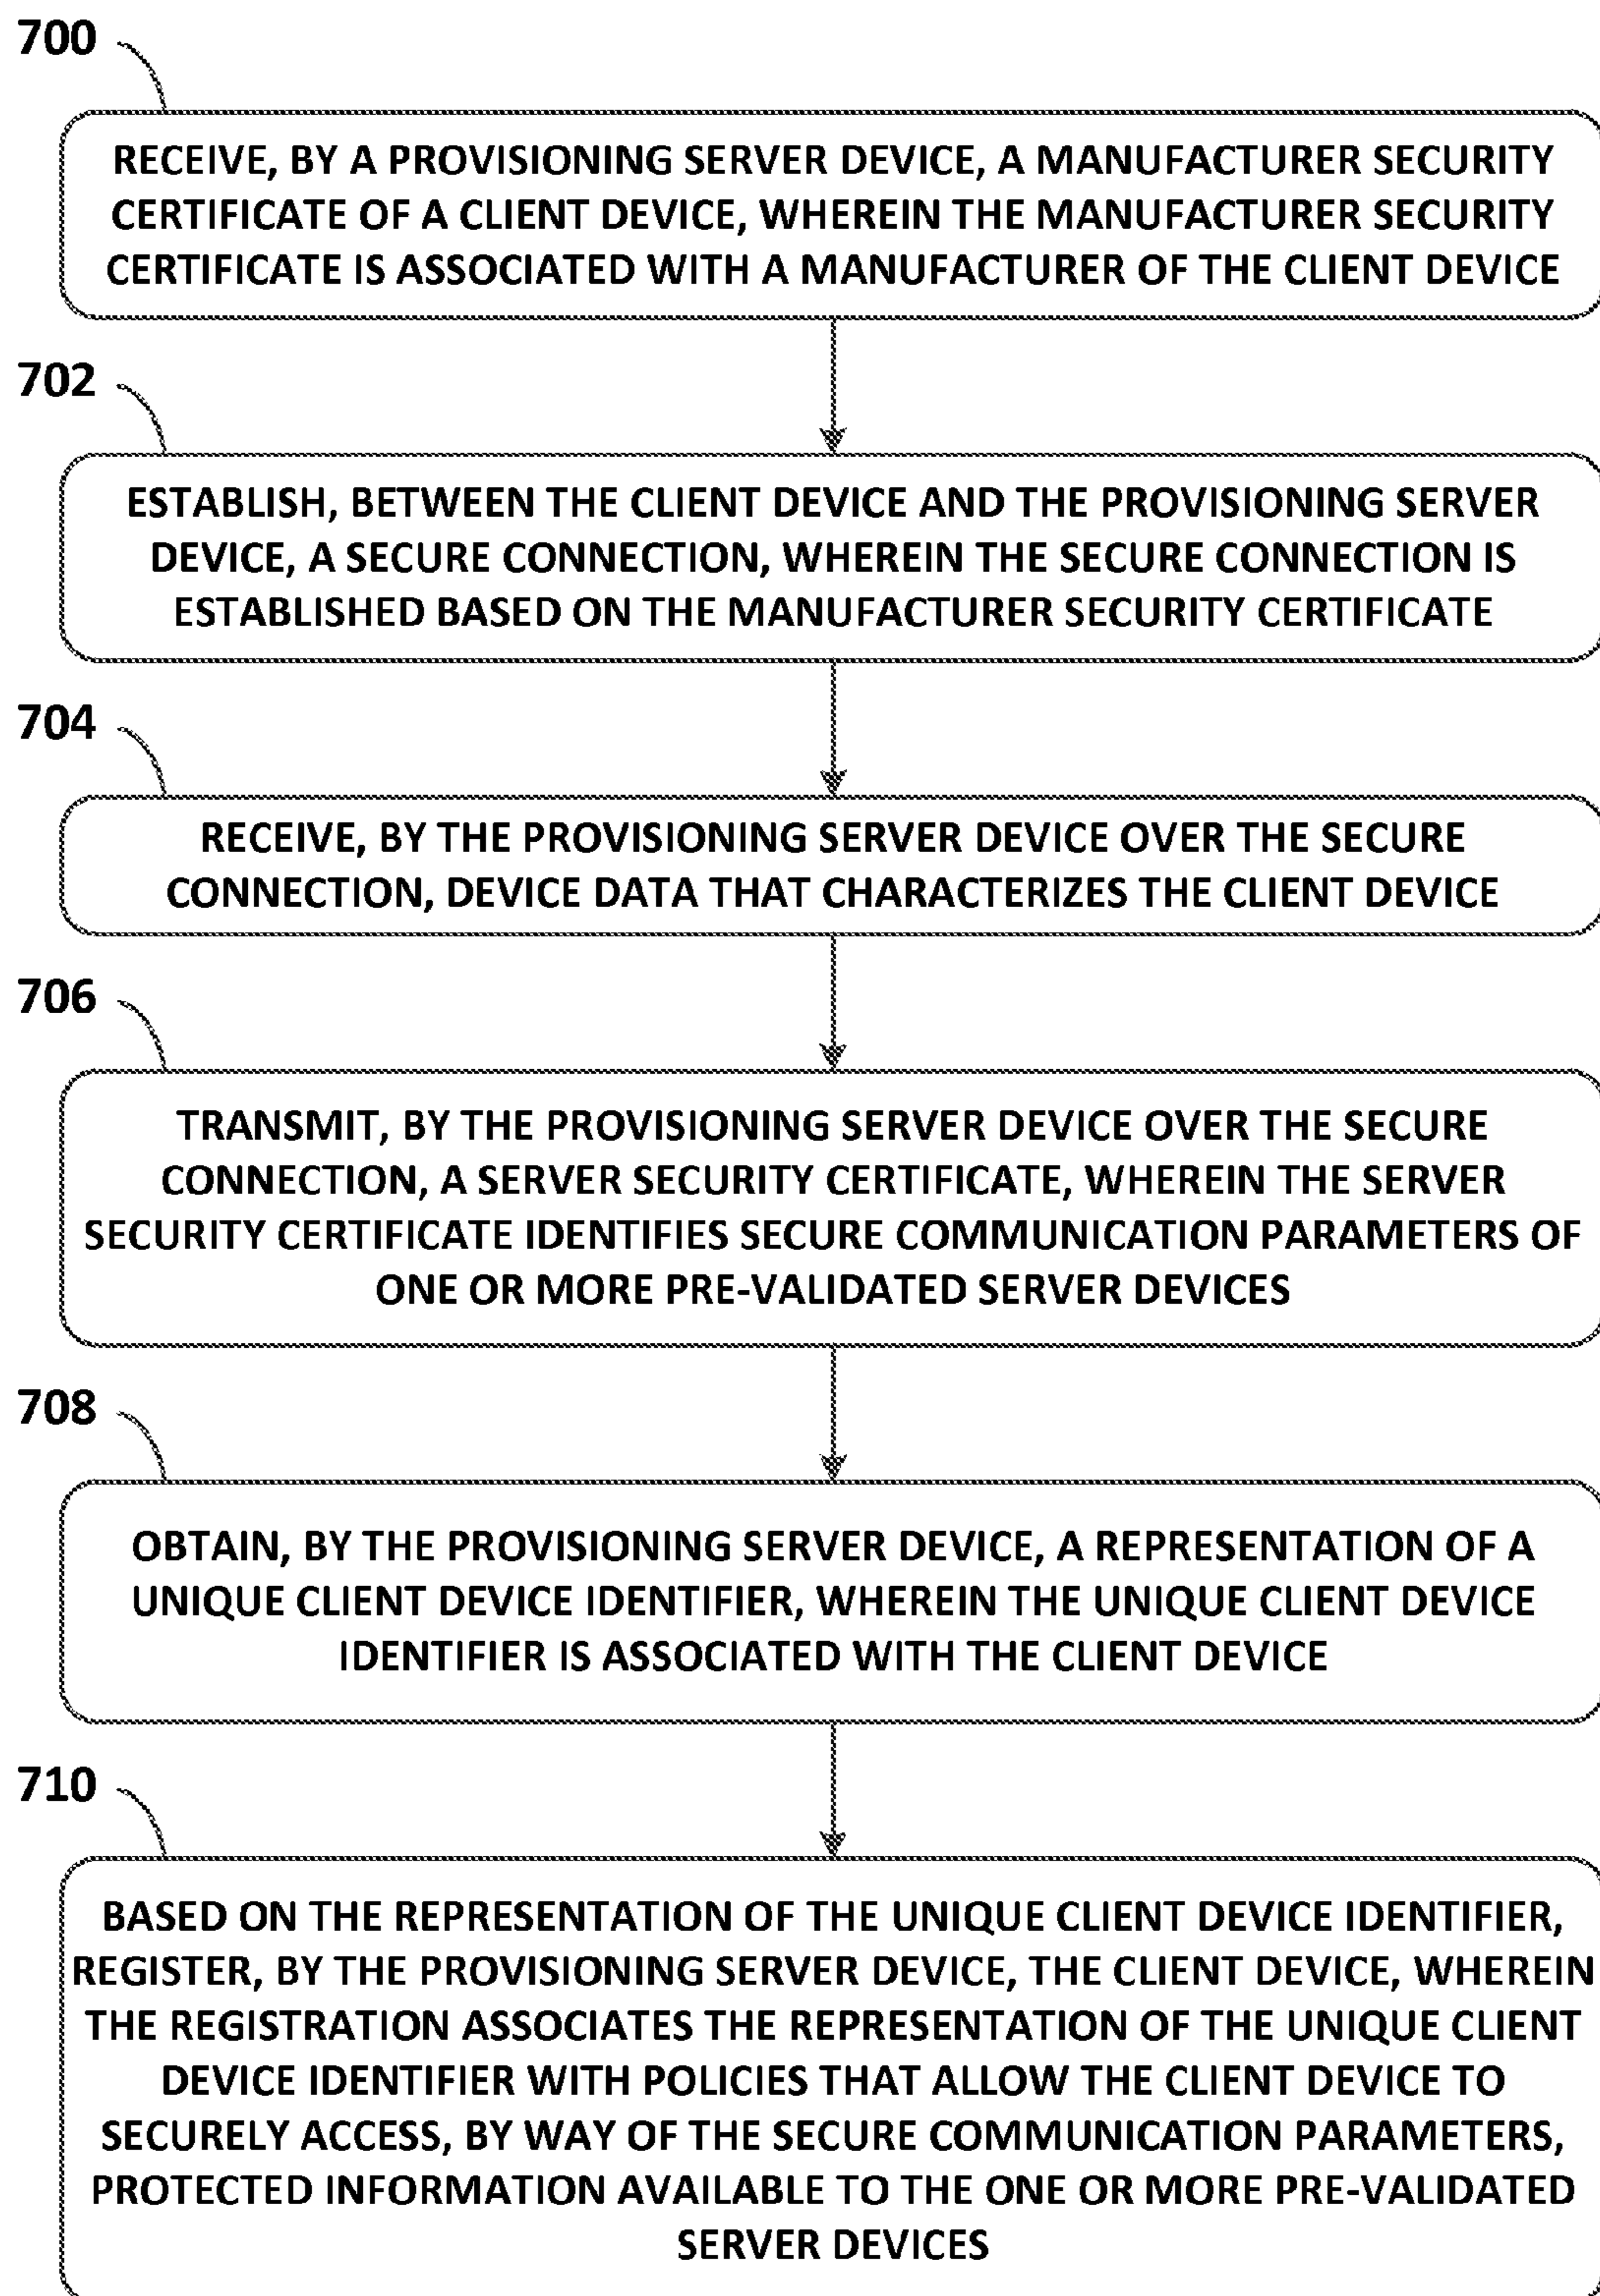 700
RECEIVE, BY A PROVISIONING SERVER DEVICE, A MANUFACTURER SECURITY
CERTIFICATE OF A CLIENT DEVICE, WHEREIN THE MANUFACTURER SECURITY
CERTIFICATE IS ASSOCIATED WITH A MANUFACTURER OF THE CLIENT DEVICE
702
ESTABLISH, BETWEEN THE CLIENT DEVICE AND THE PROVISIONING SERVER
DEVICE, A SECURE CONNECTION, WHEREIN THE SECURE CONNECTION IS
ESTABLISHED BASED ON THE MANUFACTURER SECURITY CERTIFICATE
704
RECEIVE, BY THE PROVISIONING SERVER DEVICE OVER THE SECURE
CONNECTION, DEVICE DATA THAT CHARACTERIZES THE CLIENT DEVICE
706
TRANSMIT, BY THE PROVISIONING SERVER DEVICE OVER THE SECURE
CONNECTION, A SERVER SECURITY CERTIFICATE, WHEREIN THE SERVER
SECURITY CERTIFICATE IDENTIFIES SECURE COMMUNICATION PARAMETERS OF
ONE OR MORE PRE-VALIDATED SERVER DEVICES
708
OBTAIN, BY THE PROVISIONING SERVER DEVICE, A REPRESENTATION OF A
UNIQUE CLIENT DEVICE IDENTIFIER, WHEREIN THE UNIQUE CLIENT DEVICE
IDENTIFIER IS ASSOCIATED WITH THE CLIENT DEVICE
710
BASED ON THE REPRESENTATION OF THE UNIQUE CLIENT DEVICE IDENTIFIER,
REGISTER, BY THE PROVISIONING SERVER DEVICE, THE CLIENT DEVICE, WHEREIN
THE REGISTRATION ASSOCIATES THE REPRESENTATION OF THE UNIQUE CLIENT
DEVICE IDENTIFIER WITH POLICIES THAT ALLOW THE CLIENT DEVICE TO
SECURELY ACCESS, BY WAY OF THE SECURE COMMUNICATION PARAMETERS,
PROTECTED INFORMATION AVAILABLE TO THE ONE OR MORE PRE-VALIDATED
SERVER DEVICES